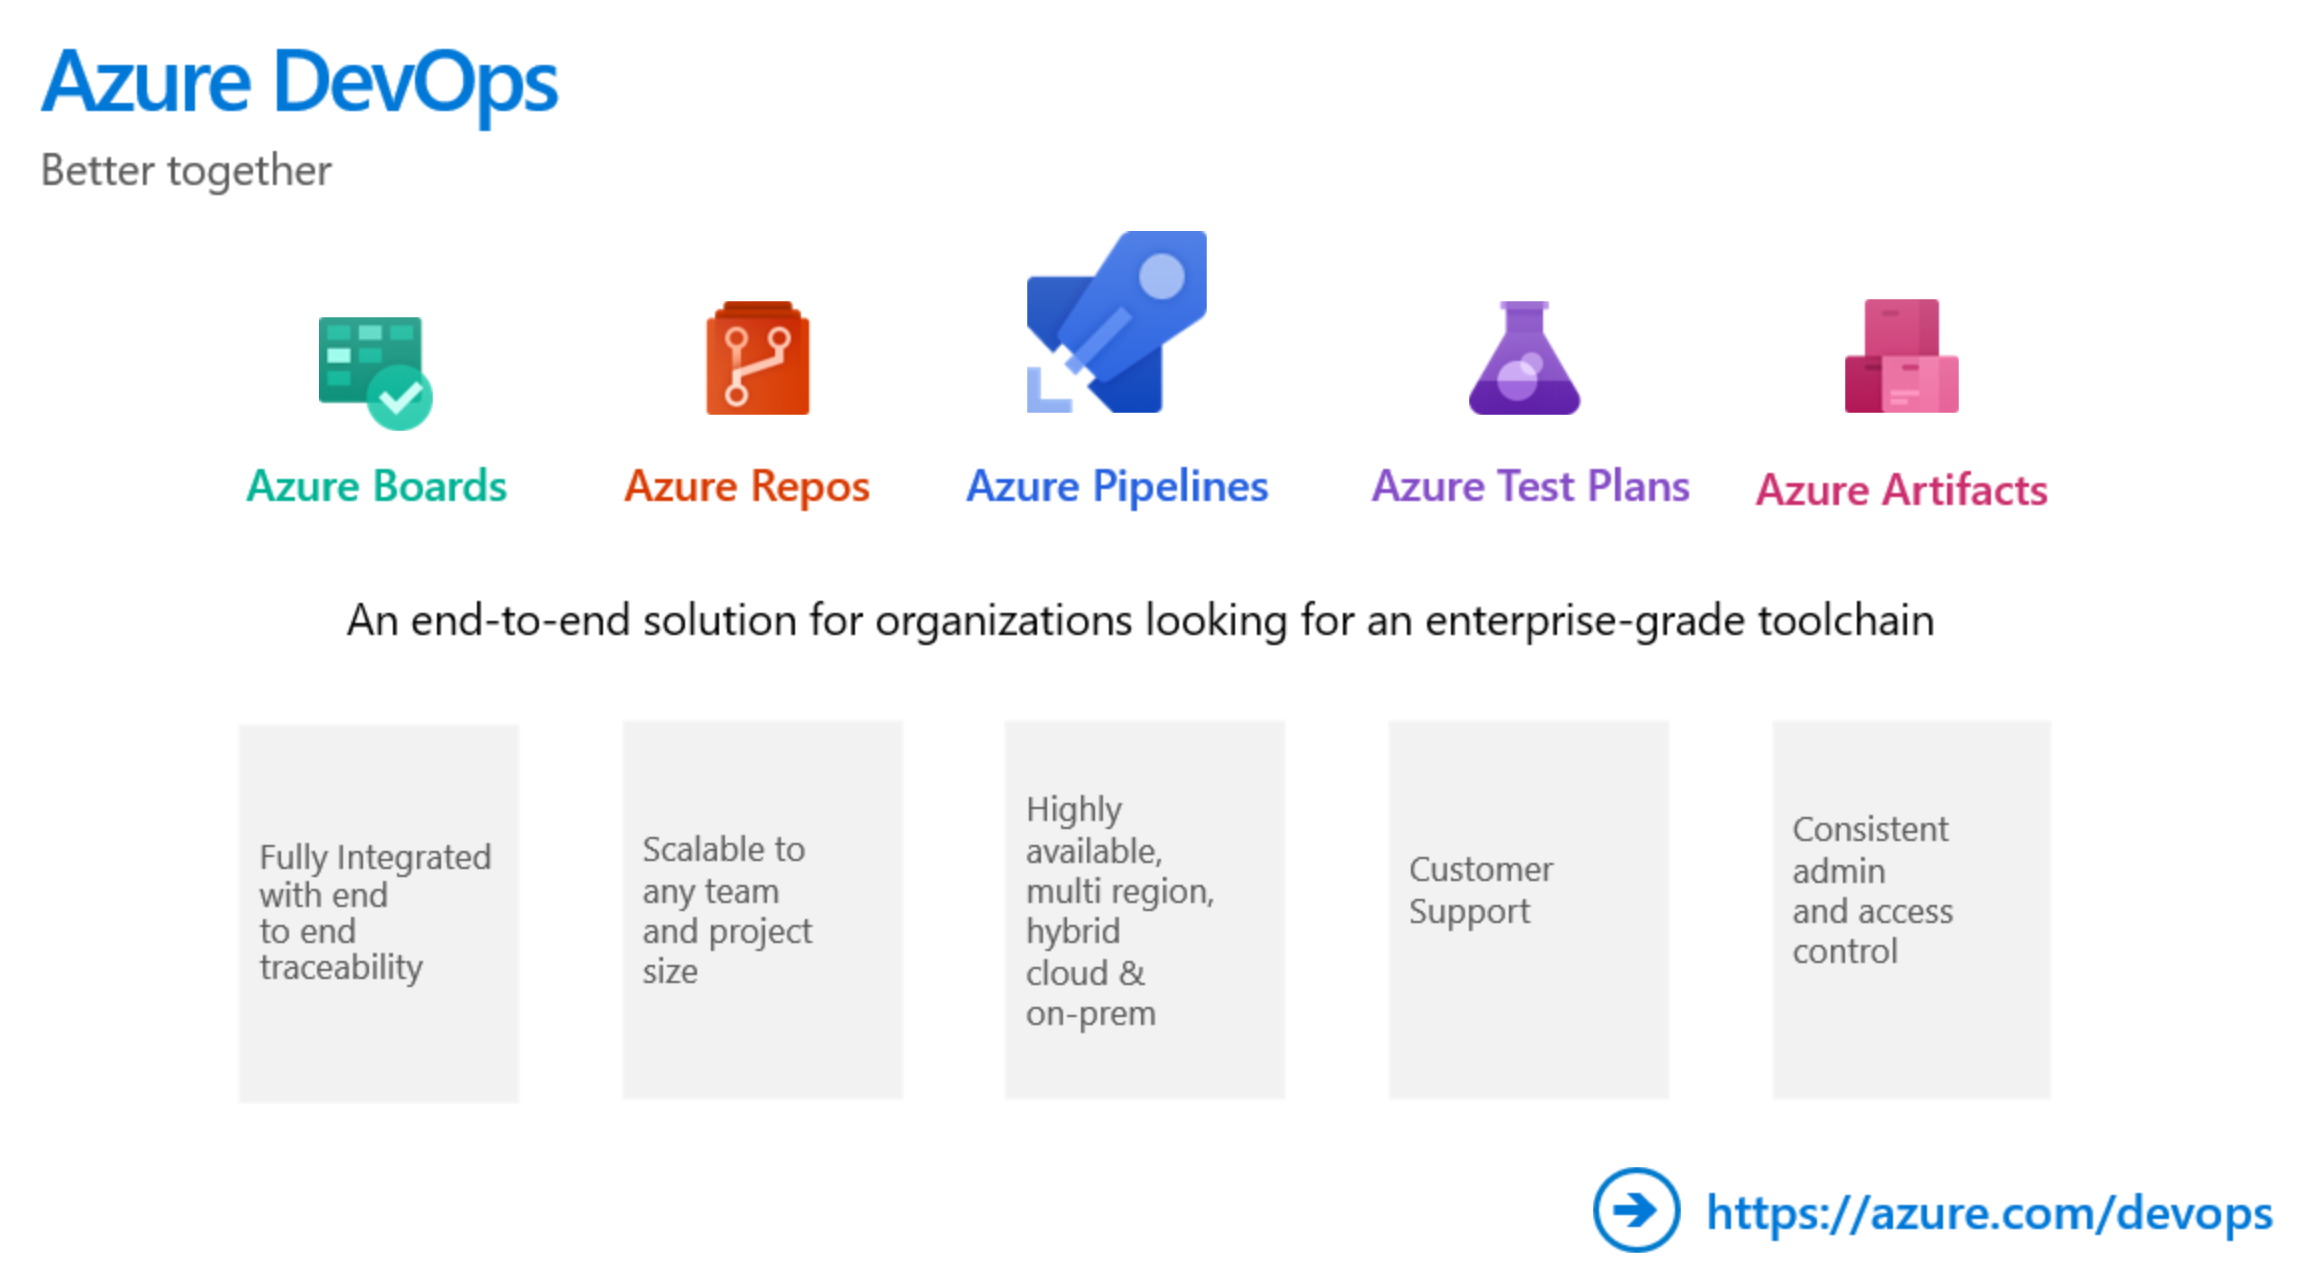 Azure DevOps
Better together
Azure Boards
Azure Repos
Azure Pipelines
Azure Test Plans
Azure Artifacts
An end-to-end solution for organizations looking for an enterprise-grade toolchain
Fully Integrated
with end
to end
traceability
Scalable to
any team
and project
size
Highly
available,
multi region,
hybrid
cloud &
on-prem
Customer
Support
Consistent
admin
and access
control
https://azure.com/devops